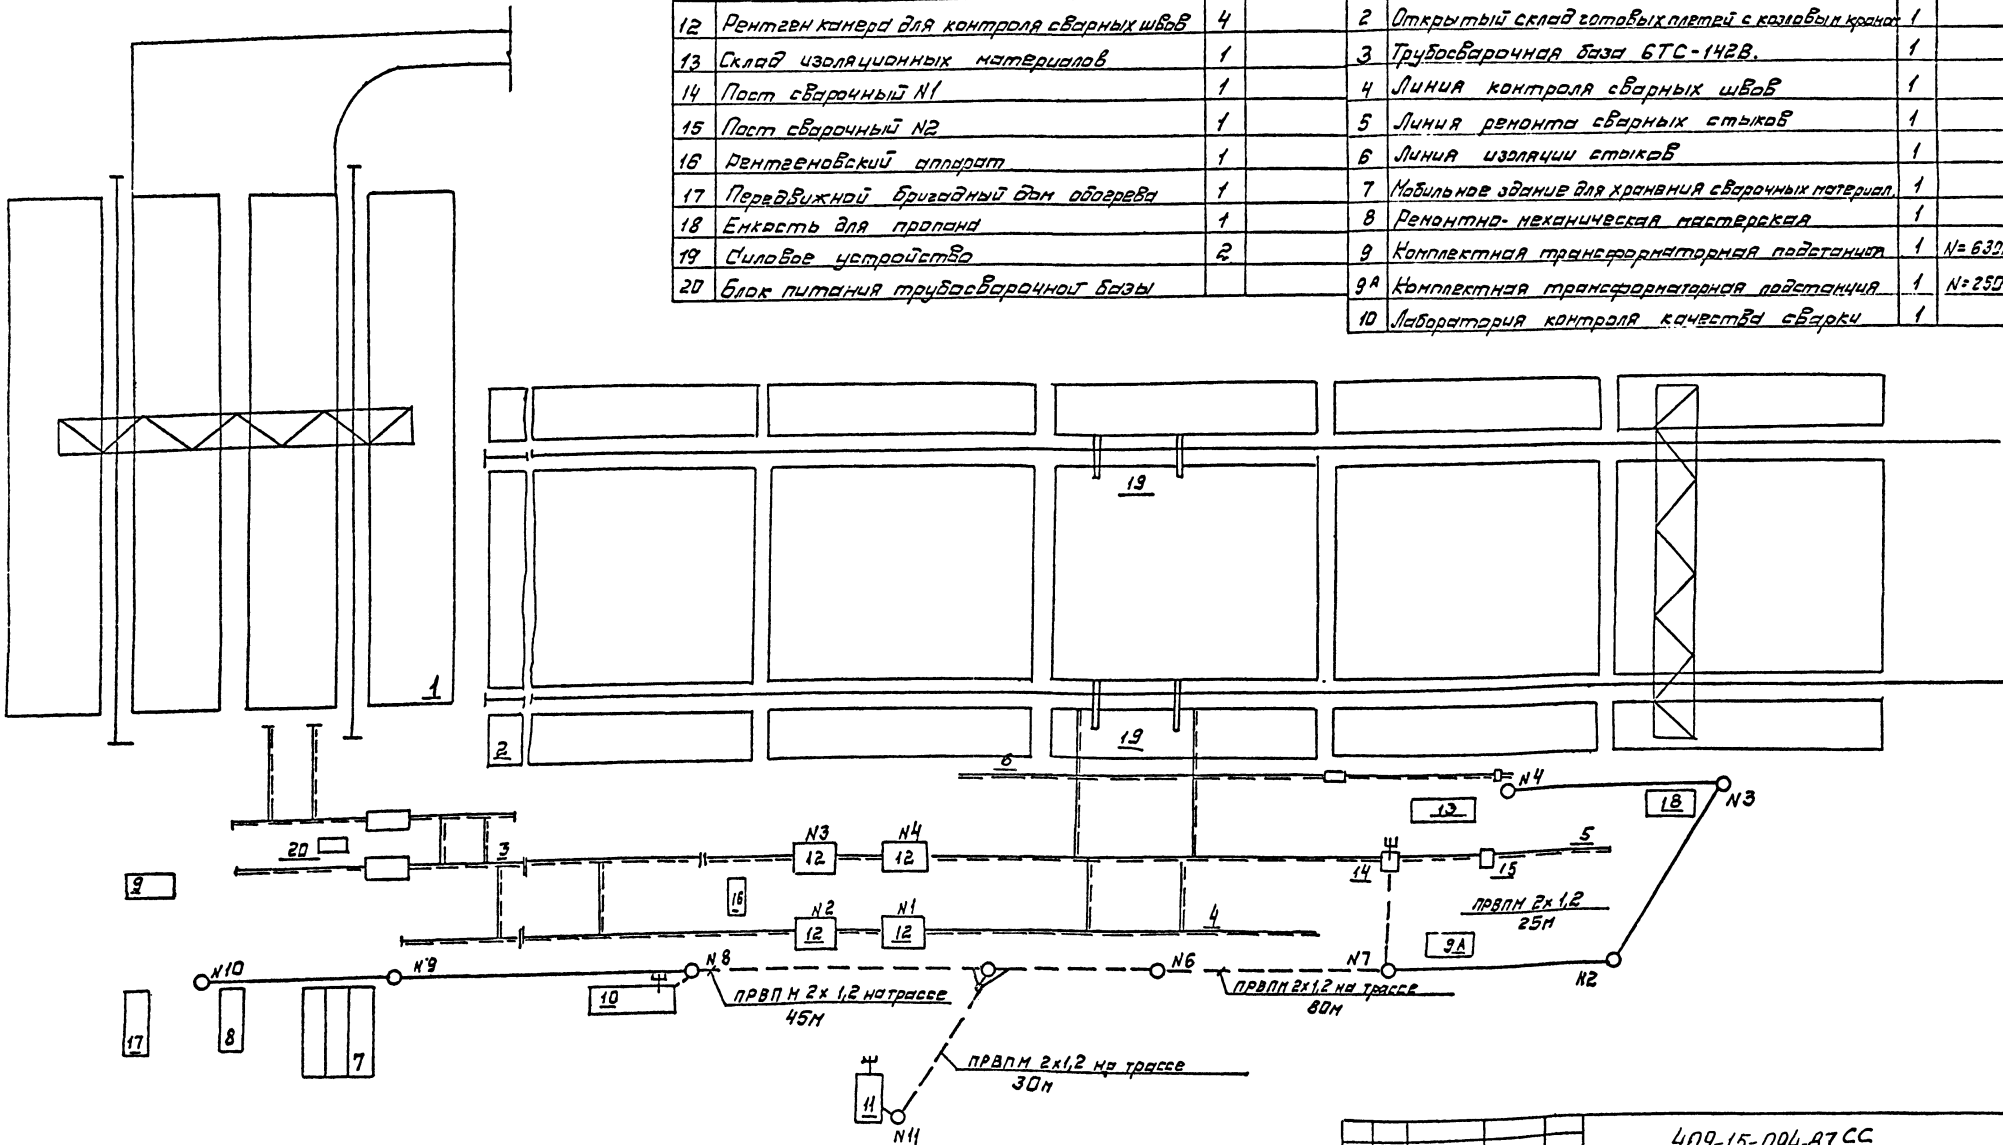 12 Рентген камера для контроля сварных швов 4
13 Склад изоляционных материалов 1
14 Пост сварочный N1 1
15 Пост сварочный N2 1
16 Рентгеновский аппарат 1
17 Передвижной бригадный дом обогрева 1
18 Емкость для пропана 1
19 Силовое устройство 2
20 Блок питания трубосварочной базы
2 Открытый склад готовых плетей с козловым краном 1
3 Трубосварочная база БТС-142В. 1
4 Линия контроля сварных швов 1
5 Линия ремонта сварных стыков 1
6 Линия изоляции стыков 1
7 Мобильное здание для хранения сварочных материал. 1
8 Ремонтно-механическая мастерская 1
9 Комплектная трансформаторная подстанция 1 N=630
9А Комплектная трансформаторная подстанция 1 N=250
10 Лаборатория контроля качества сварки 1
19
1
2
19
6
N4
13
18
N3
20
3
N3
N4
12
12
14
15
5
9
16
ПРВПМ 2х1,2
25м
N2
N1
12
12
4
9А
N10
N9
N8
N6
N7
N2
10
ПРВПМ 2х1,2 на трассе
45м
ПРВПМ 2х1,2 на трассе
80м
17
8
7
ПРВПМ 2х1,2 на трассе
30м
11
N11
409-15-094.87 СС